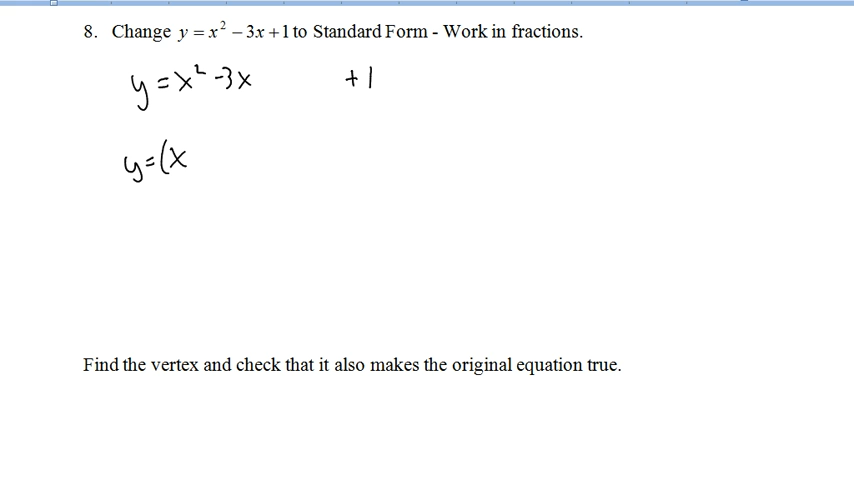 8. Change y = x² − 3x + 1 to Standard Form - Work in fractions.
y = x² - 3x + 1
y = (x
Find the vertex and check that it also makes the original equation true.